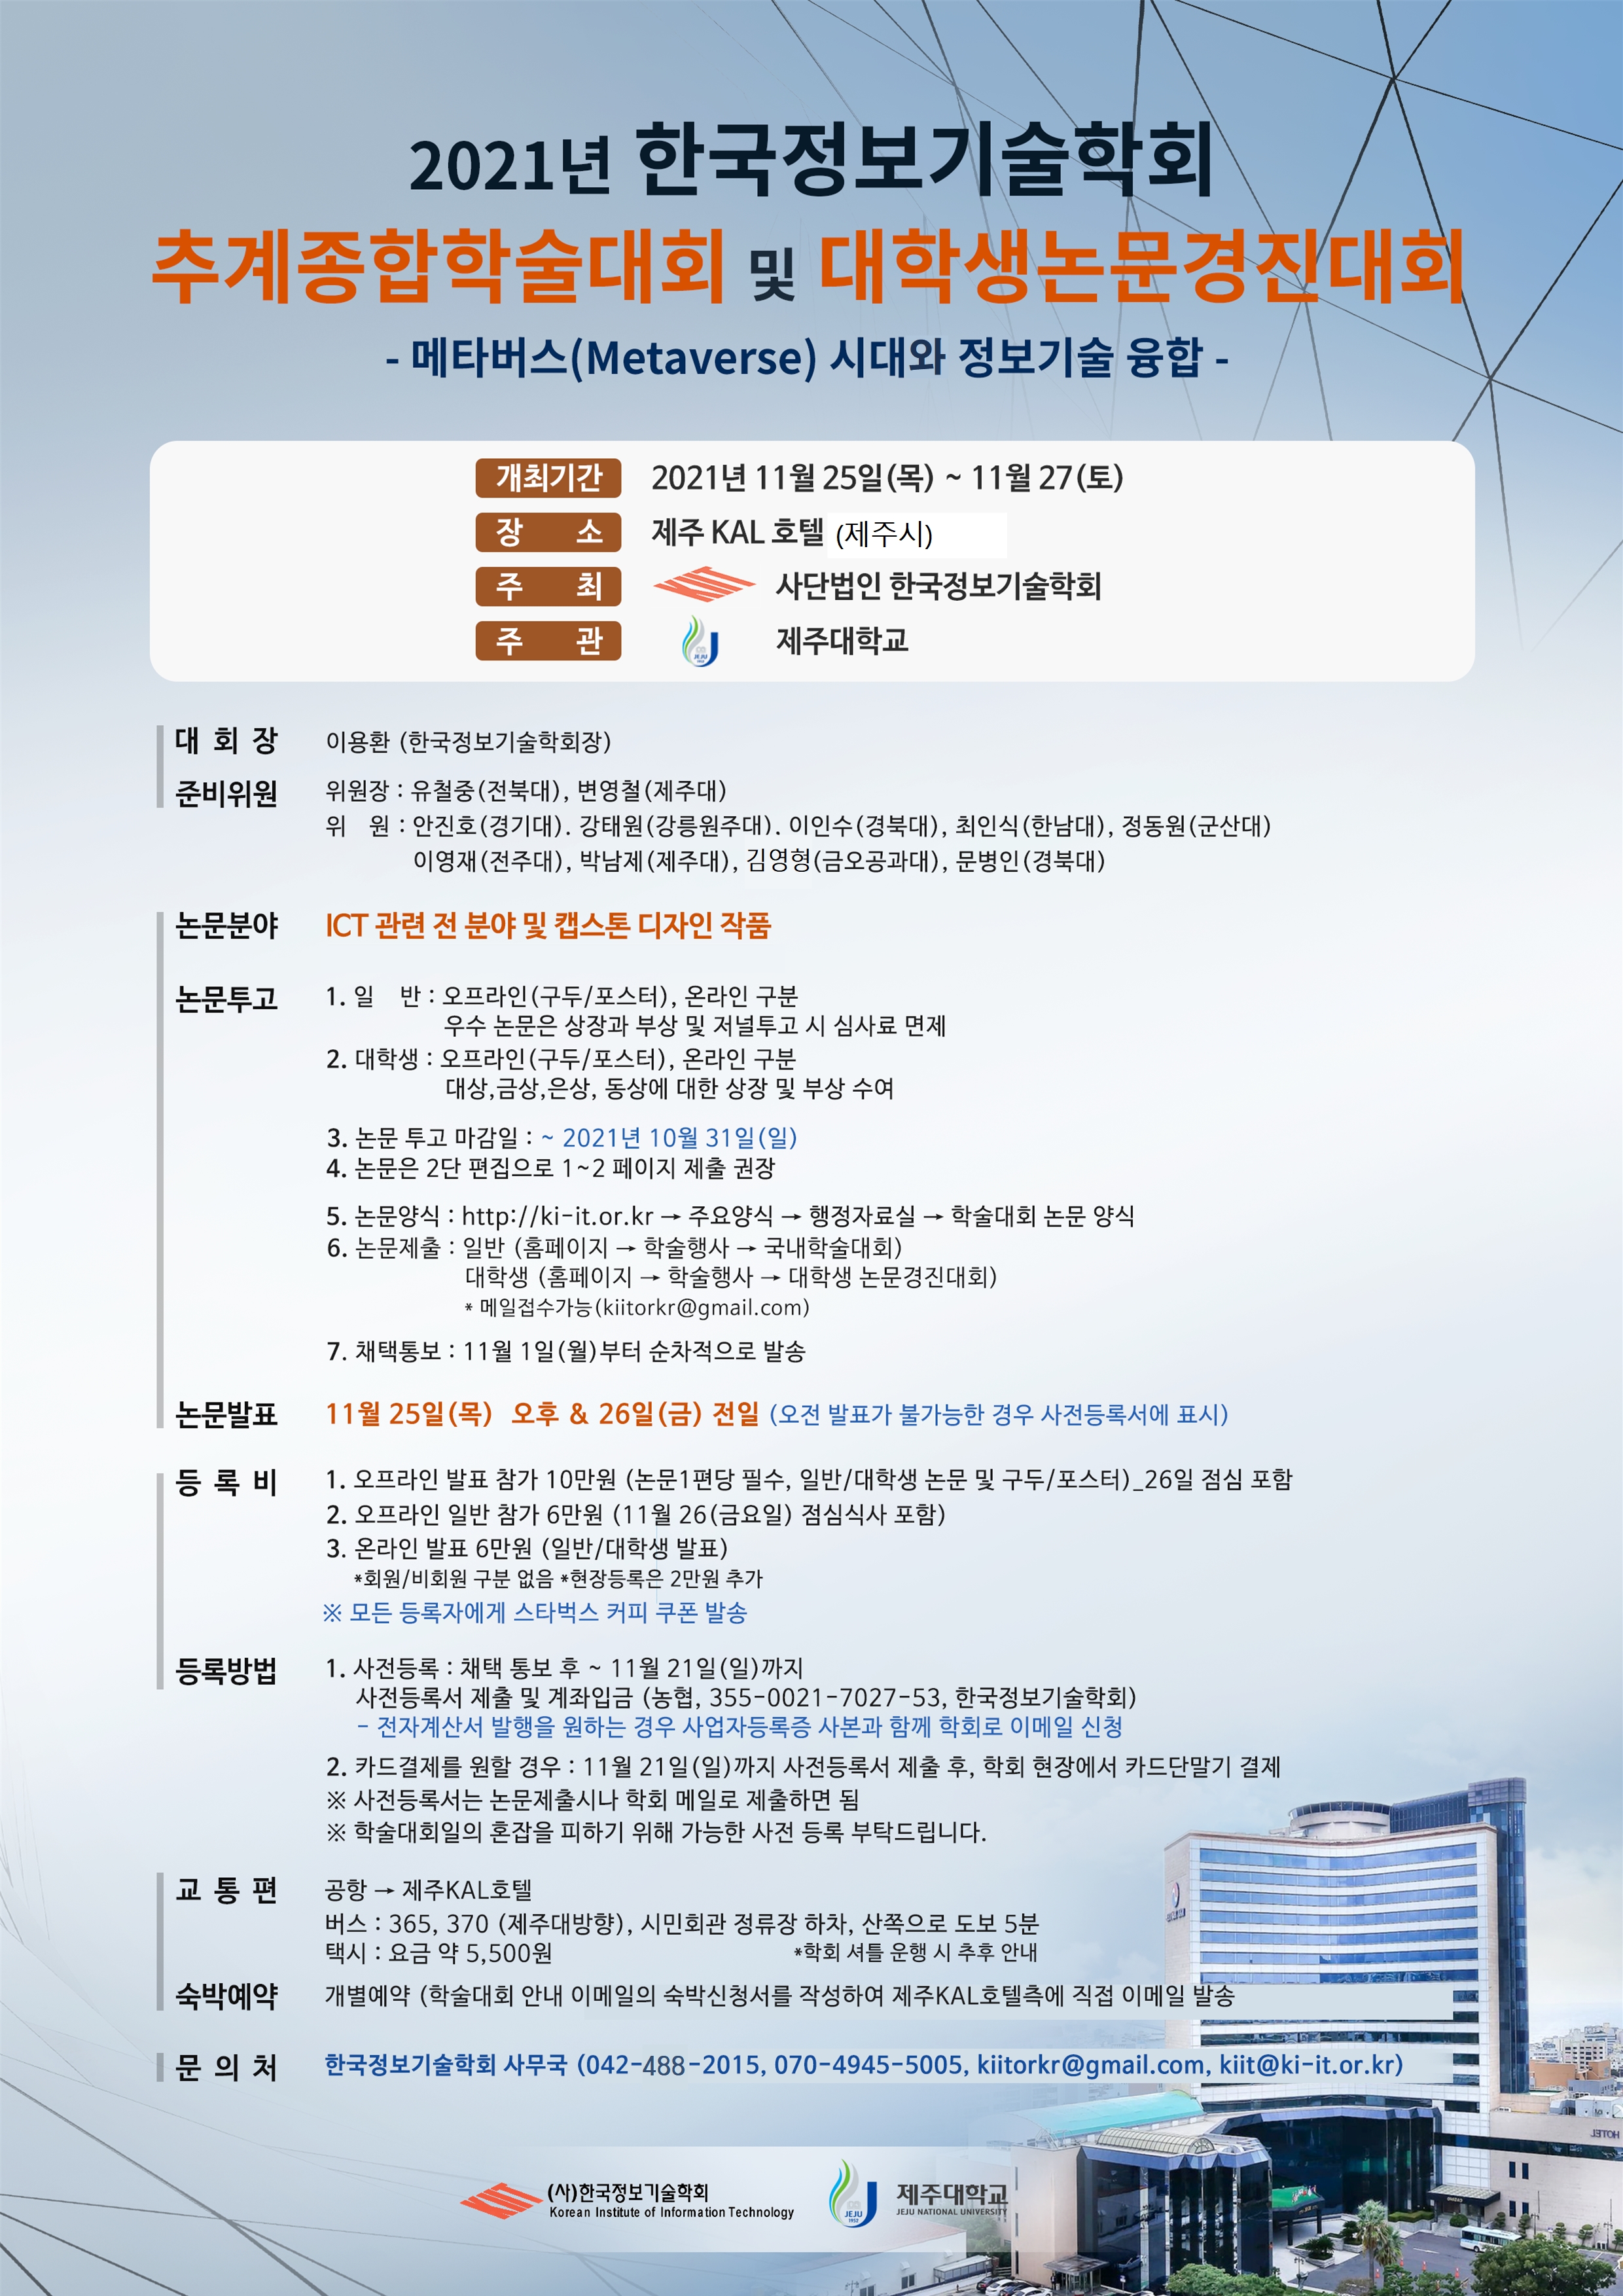 2021년 한국정보기술학회
추계종합학술대회 및 대학생논문경진대회
- 메타버스(Metaverse) 시대와 정보기술 융합 -
개최기간 2021년 11월 25일(목) ~ 11월 27(토)
장 소 제주 KAL 호텔 (제주시)
주 최 사단법인 한국정보기술학회
주 관 제주대학교
대 회 장 이용환 (한국정보기술학회장)
준비위원 위원장 : 유철중(전북대), 변영철(제주대)
위 원 : 안진호(경기대). 강태원(강릉원주대). 이인수(경북대), 최인식(한남대), 정동원(군산대)
이영재(전주대), 박남제(제주대), 김영형(금오공과대), 문병인(경북대)
논문분야 ICT 관련 전 분야 및 캡스톤 디자인 작품
논문투고 1. 일 반 : 오프라인(구두/포스터), 온라인 구분
우수 논문은 상장과 부상 및 저널투고 시 심사료 면제
2. 대학생 : 오프라인(구두/포스터), 온라인 구분
대상,금상,은상, 동상에 대한 상장 및 부상 수여
3. 논문 투고 마감일 : ~ 2021년 10월 31일(일)
4. 논문은 2단 편집으로 1~2 페이지 제출 권장
5. 논문양식 : http://ki-it.or.kr → 주요양식 → 행정자료실 → 학술대회 논문 양식
6. 논문제출 : 일반 (홈페이지 → 학술행사 → 국내학술대회)
대학생 (홈페이지 → 학술행사 → 대학생 논문경진대회)
* 메일접수가능(kiitorkr@gmail.com)
7. 채택통보 : 11월 1일(월)부터 순차적으로 발송
논문발표 11월 25일(목) 오후 & 26일(금) 전일 (오전 발표가 불가능한 경우 사전등록서에 표시)
등 록 비 1. 오프라인 발표 참가 10만원 (논문1편당 필수, 일반/대학생 논문 및 구두/포스터)_26일 점심 포함
2. 오프라인 일반 참가 6만원 (11월 26(금요일) 점심식사 포함)
3. 온라인 발표 6만원 (일반/대학생 발표)
*회원/비회원 구분 없음 *현장등록은 2만원 추가
※ 모든 등록자에게 스타벅스 커피 쿠폰 발송
등록방법 1. 사전등록 : 채택 통보 후 ~ 11월 21일(일)까지
사전등록서 제출 및 계좌입금 (농협, 355-0021-7027-53, 한국정보기술학회)
- 전자계산서 발행을 원하는 경우 사업자등록증 사본과 함께 학회로 이메일 신청
2. 카드결제를 원할 경우 : 11월 21일(일)까지 사전등록서 제출 후, 학회 현장에서 카드단말기 결제
※ 사전등록서는 논문제출시나 학회 메일로 제출하면 됨
※ 학술대회일의 혼잡을 피하기 위해 가능한 사전 등록 부탁드립니다.
교 통 편 공항 → 제주KAL호텔
버스 : 365, 370 (제주대방향), 시민회관 정류장 하차, 산쪽으로 도보 5분
택시 : 요금 약 5,500원 *학회 셔틀 운행 시 추후 안내
숙박예약 개별예약 (학술대회 안내 이메일의 숙박신청서를 작성하여 제주KAL호텔측에 직접 이메일 발송
문 의 처 한국정보기술학회 사무국 (042-488-2015, 070-4945-5005, kiitorkr@gmail.com, kiit@ki-it.or.kr)
(사)한국정보기술학회
Korean Institute of Information Technology
JEJU
1952
제주대학교
JEJU NATIONAL UNIVERSITY
HOTEL